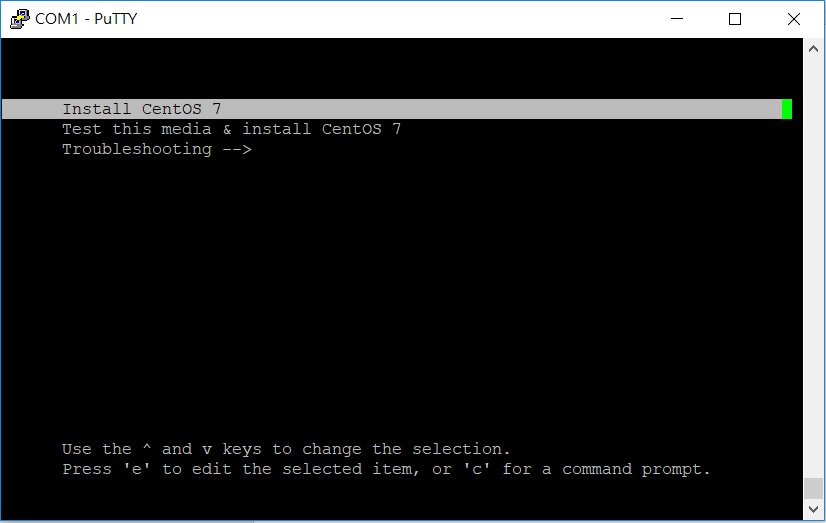 COM1 - PuTTY
Install CentOS 7
Test this media & install CentOS 7
Troubleshooting -->
Use the ^ and v keys to change the selection.
Press 'e' to edit the selected item, or 'c' for a command prompt.